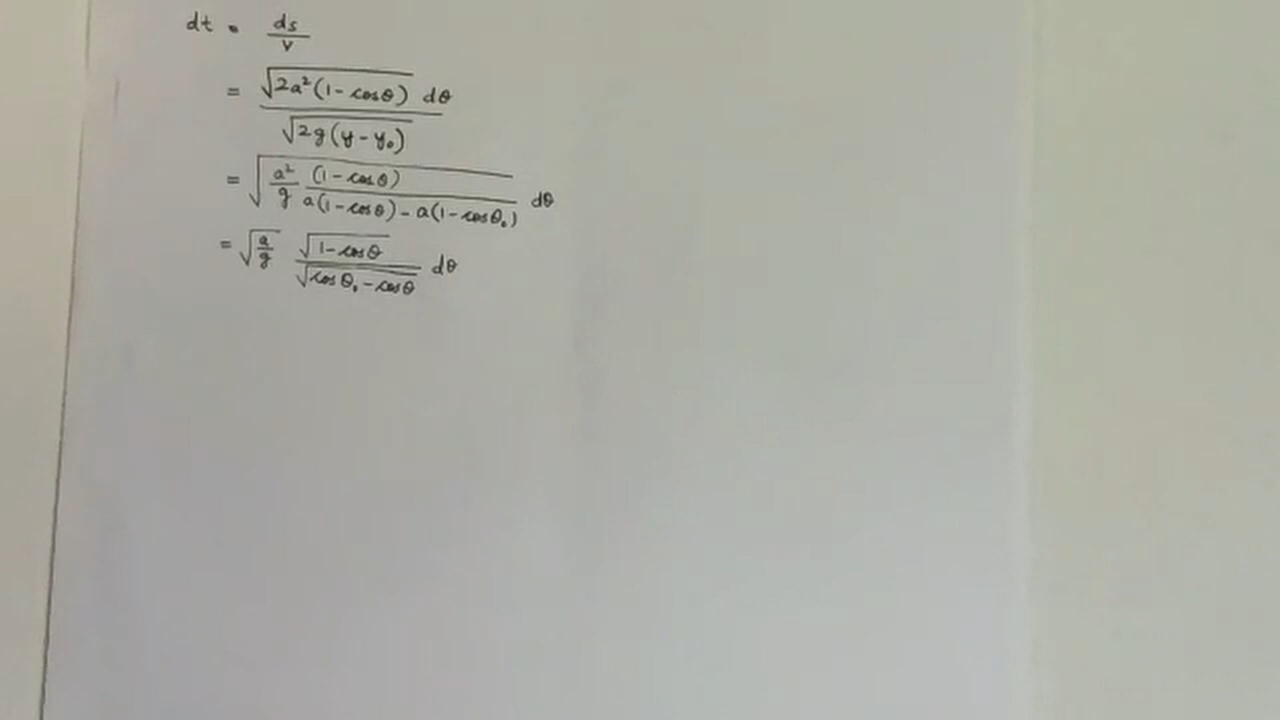 dt = ds/v
= √(2a²(1-cosθ)) dθ / √(2g(y-y₀))
= √(a²/g (1-cosθ)/(a(1-cosθ)-a(1-cosθ₀))) dθ
= √(a/g) √(1-cosθ)/√(cosθ₀-cosθ) dθ